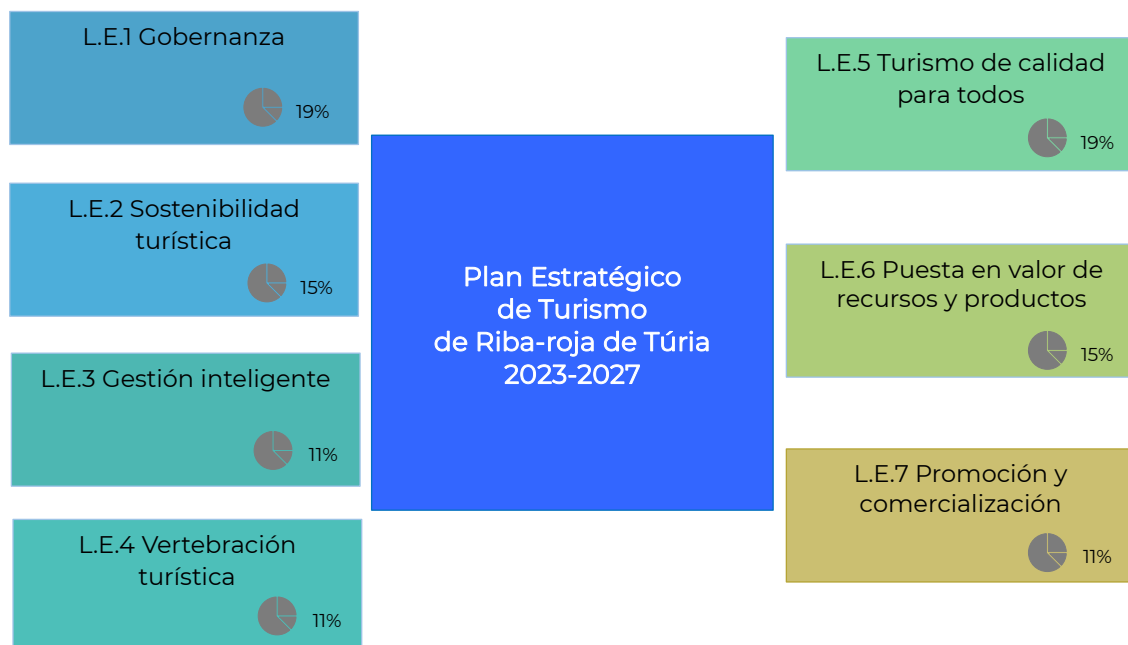 L.E.1 Gobernanza
19%
L.E.2 Sostenibilidad
turística
15%
L.E.3 Gestión inteligente
11%
L.E.4 Vertebración
turística
11%
Plan Estratégico
de Turismo
de Riba-roja de Túria
2023-2027
L.E.5 Turismo de calidad
para todos
19%
L.E.6 Puesta en valor de
recursos y productos
15%
L.E.7 Promoción y
comercialización
11%